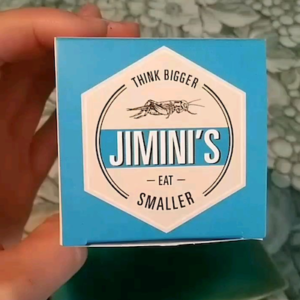 THINK BIGGER
JIMINI'S
— EAT —
SMALLER